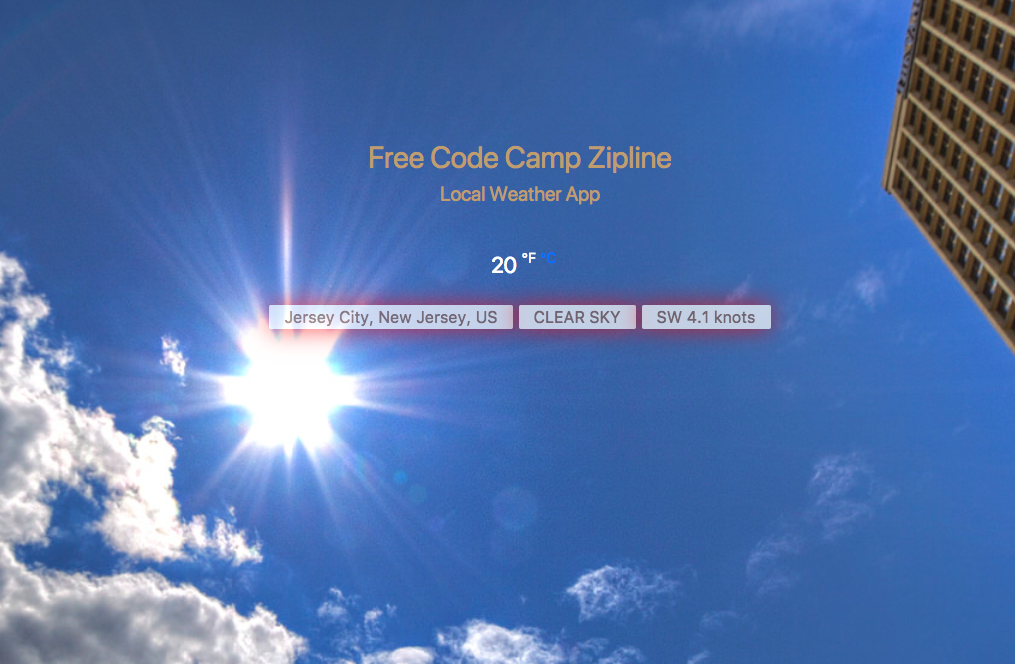 Free Code Camp Zipline
Local Weather App
20 °F °C
Jersey City, New Jersey, US CLEAR SKY SW 4.1 knots